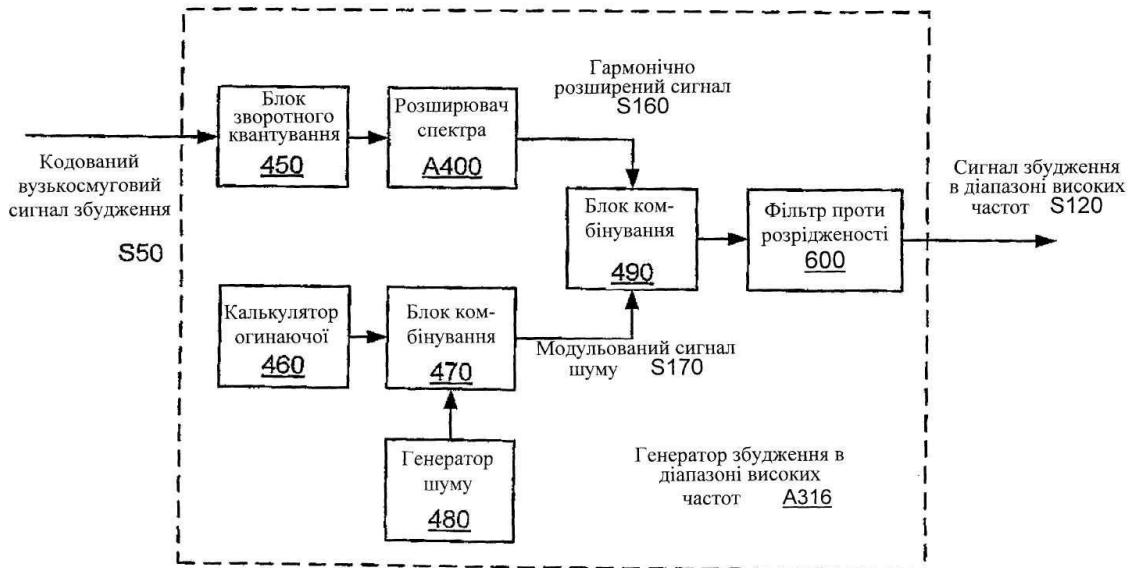 Блок
зворотного
квантування
450
Розширювач
спектра
A400
Гармонічно
розширений сигнал
S160
Кодований
вузькосмуговий
сигнал збудження
S50
Блок ком-
бінування
490
Фільтр проти
розрідженості
600
Сигнал збудження
в діапазоні високих
частот S120
Калькулятор
огинаючої
460
Блок ком-
бінування
470
Модульований сигнал
шуму S170
Генератор
шуму
480
Генератор збудження в
діапазоні високих
частот A316